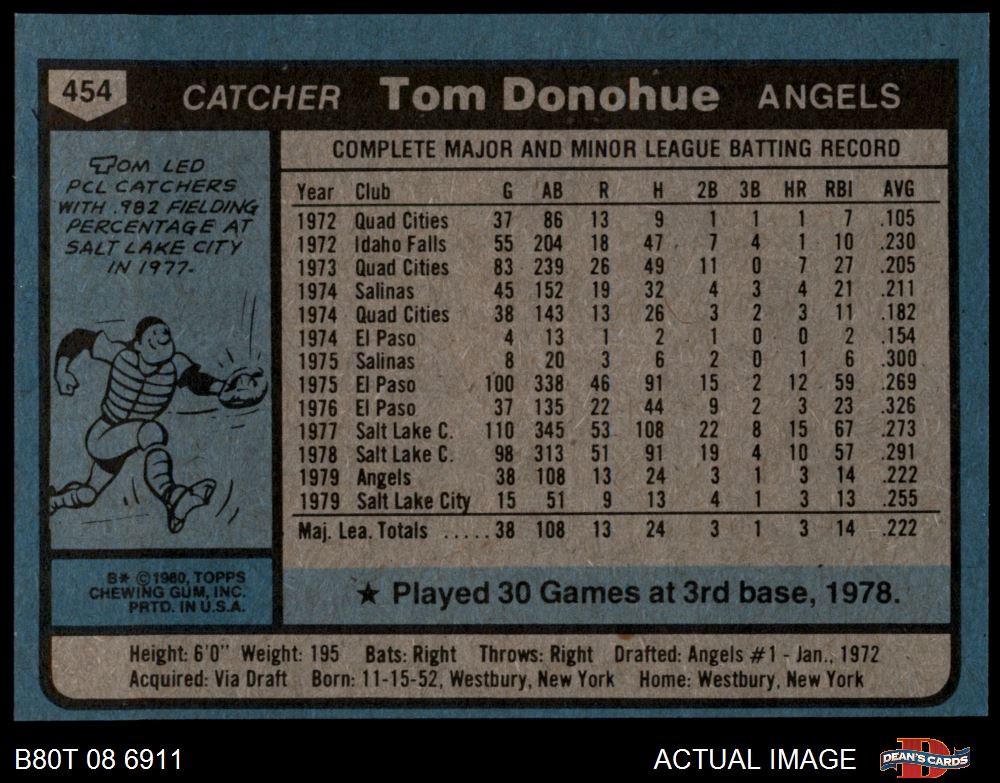 454 CATCHER Tom Donohue ANGELS
TOM LED
PCL CATCHERS
WITH .982 FIELDING
PERCENTAGE AT
SALT LAKE CITY
IN 1977.
COMPLETE MAJOR AND MINOR LEAGUE BATTING RECORD
Year Club G AB R H 2B 3B HR RBI AVG
1972 Quad Cities 37 86 13 9 1 1 1 7 .105
1972 Idaho Falls 55 204 18 47 7 4 1 10 .230
1973 Quad Cities 83 239 26 49 11 0 7 27 .205
1974 Salinas 45 152 19 32 4 3 4 21 .211
1974 Quad Cities 38 143 13 26 3 2 3 11 .182
1974 El Paso 4 13 1 2 1 0 0 2 .154
1975 Salinas 8 20 3 6 2 0 1 6 .300
1975 El Paso 100 338 46 91 15 2 12 59 .269
1976 El Paso 37 135 22 44 9 2 3 23 .326
1977 Salt Lake C. 110 345 53 108 22 8 15 67 .273
1978 Salt Lake C. 98 313 51 91 19 4 10 57 .291
1979 Angels 38 108 13 24 3 1 3 14 .222
1979 Salt Lake City 15 51 9 13 4 1 3 13 .255
Maj. Lea. Totals ..... 38 108 13 24 3 1 3 14 .222
B* © 1980, TOPPS
CHEWING GUM, INC.
PRTD. IN U.S.A.
★ Played 30 Games at 3rd base, 1978.
Height: 6'0" Weight: 195 Bats: Right Throws: Right Drafted: Angels #1 - Jan., 1972
Acquired: Via Draft Born: 11-15-52, Westbury, New York Home: Westbury, New York
B80T 08 6911 ACTUAL IMAGE DEAN'S CARDS